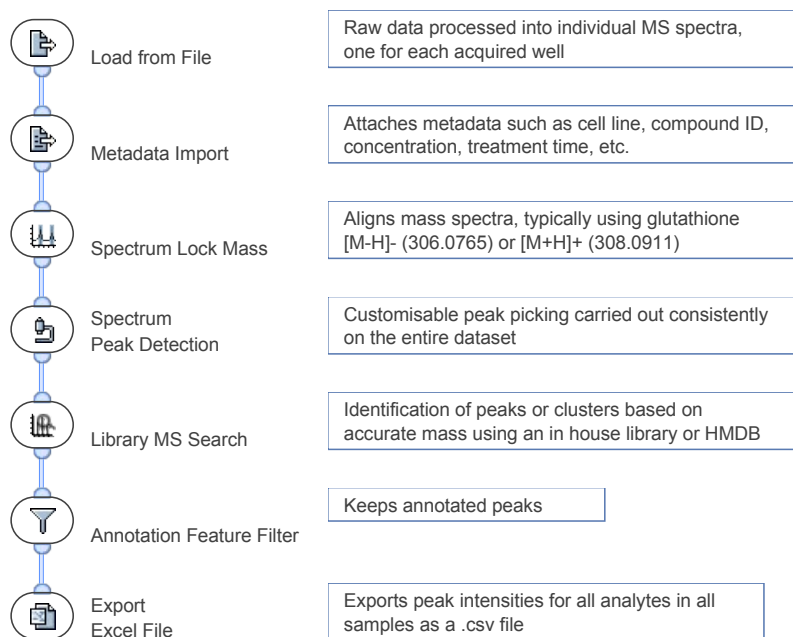 Load from File
Raw data processed into individual MS spectra,
one for each acquired well
Metadata Import
Attaches metadata such as cell line, compound ID,
concentration, treatment time, etc.
Spectrum Lock Mass
Aligns mass spectra, typically using glutathione
[M-H]- (306.0765) or [M+H]+ (308.0911)
Spectrum
Peak Detection
Customisable peak picking carried out consistently
on the entire dataset
Library MS Search
Identification of peaks or clusters based on
accurate mass using an in house library or HMDB
Annotation Feature Filter
Keeps annotated peaks
Export
Excel File
Exports peak intensities for all analytes in all
samples as a .csv file